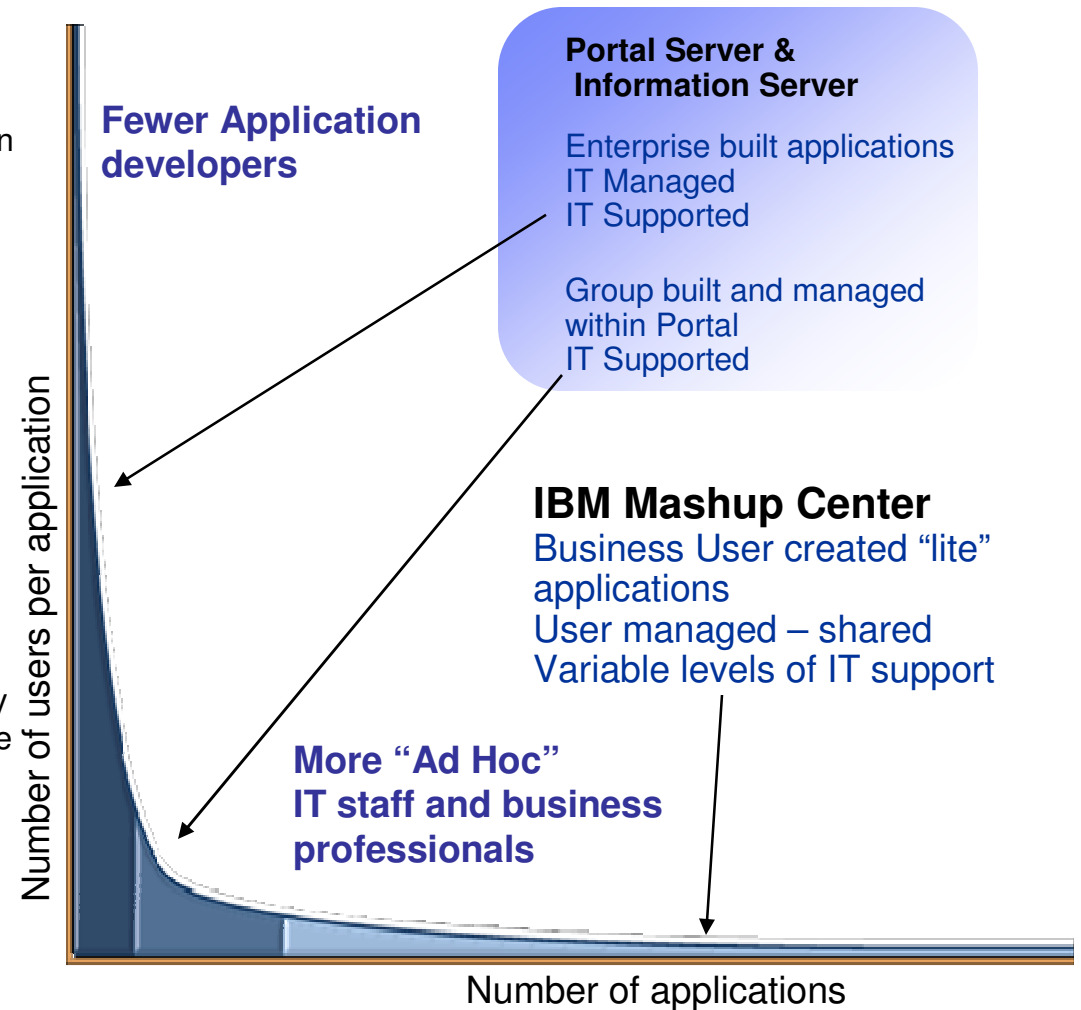 Fewer Application
developers
n
Portal Server &
Information Server
Enterprise built applications
IT Managed
IT Supported
Group built and managed
within Portal
IT Supported
IBM Mashup Center
Business User created “lite”
applications
User managed – shared
Variable levels of IT support
More “Ad Hoc”
IT staff and business
professionals
y
e
Number of users per application
Number of applications